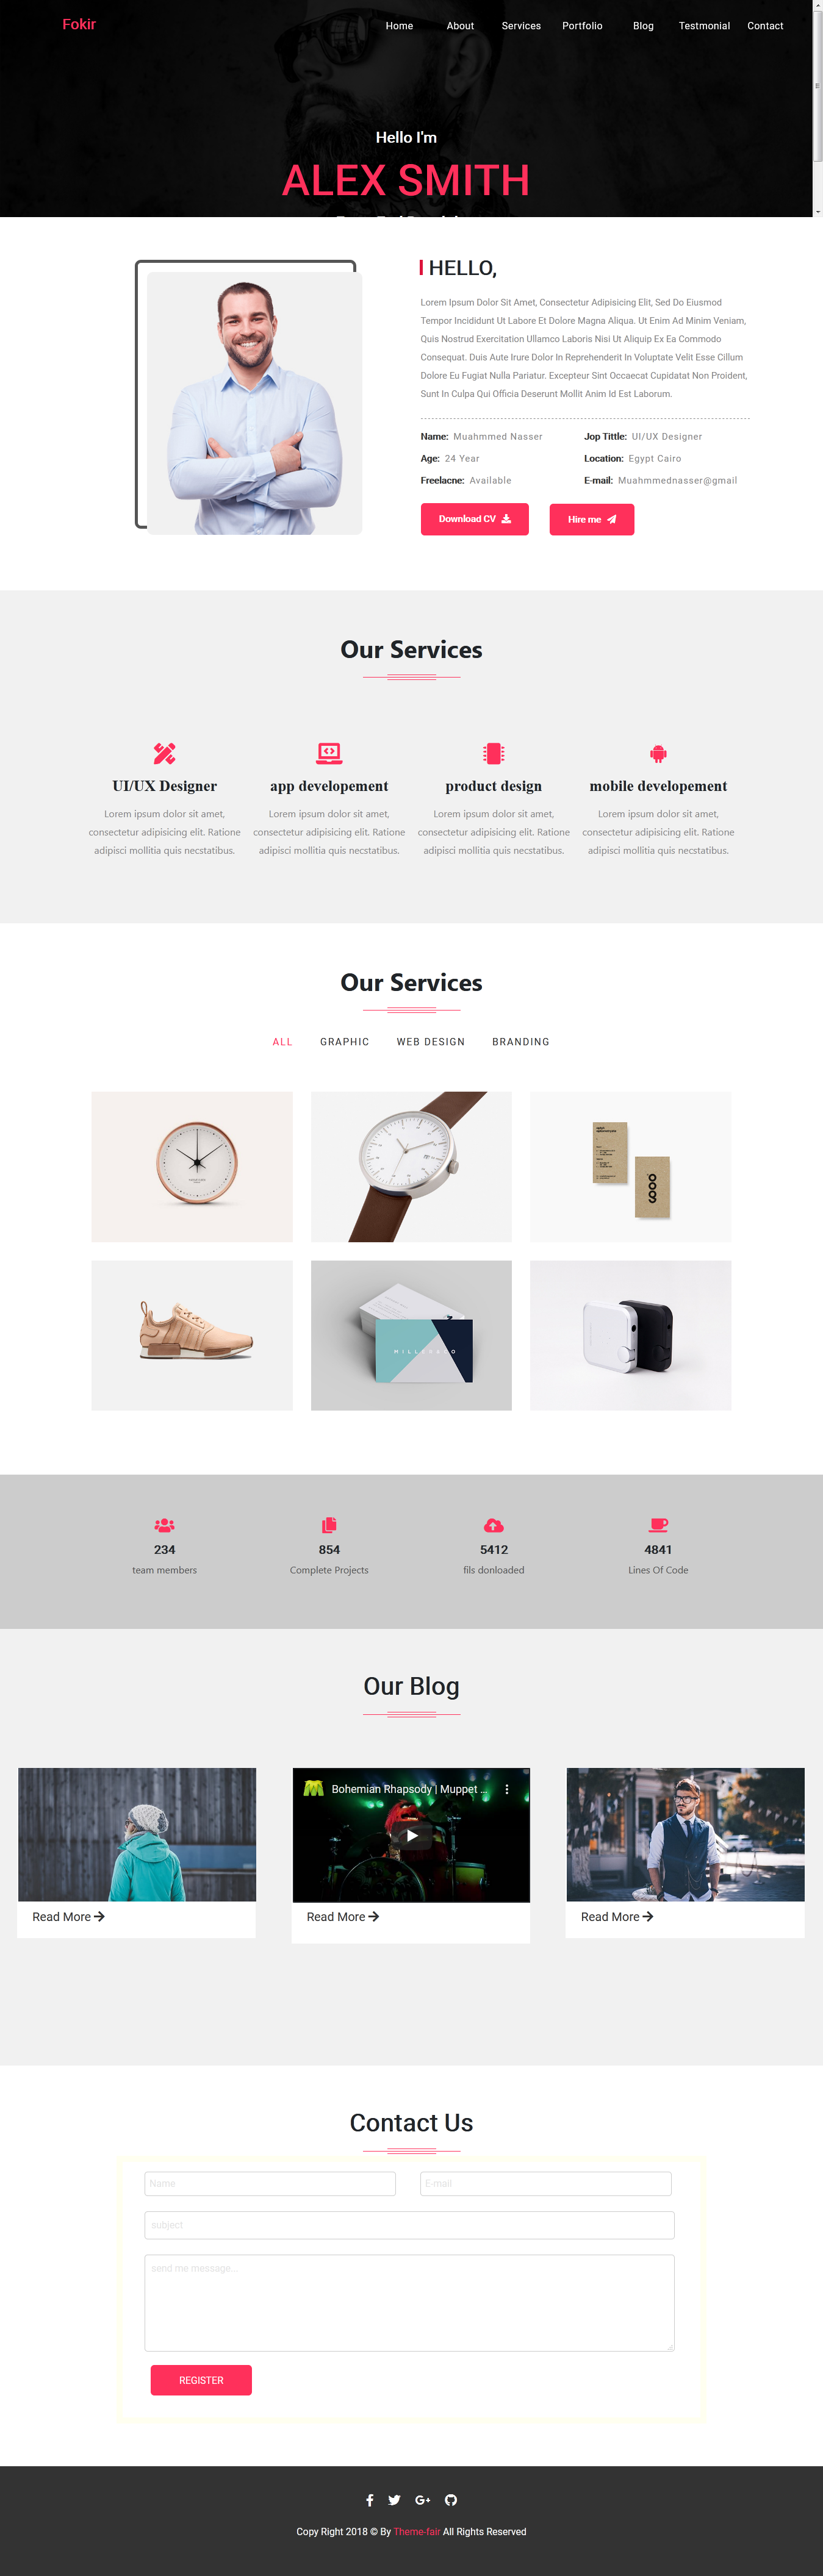 Fokir
Home About Services Portfolio Blog Testmonial Contact
Hello I'm
ALEX SMITH
HELLO,
Lorem Ipsum Dolor Sit Amet, Consectetur Adipisicing Elit, Sed Do Eiusmod
Tempor Incididunt Ut Labore Et Dolore Magna Aliqua. Ut Enim Ad Minim Veniam,
Quis Nostrud Exercitation Ullamco Laboris Nisi Ut Aliquip Ex Ea Commodo
Consequat. Duis Aute Irure Dolor In Reprehenderit In Voluptate Velit Esse Cillum
Dolore Eu Fugiat Nulla Pariatur. Excepteur Sint Occaecat Cupidatat Non Proident,
Sunt In Culpa Qui Officia Deserunt Mollit Anim Id Est Laborum.
Name: Muahmmed Nasser Jop Tittle: UI/UX Designer
Age: 24 Year Location: Egypt Cairo
Freelacne: Available E-mail: Muahmmednasser@gmail
Download CV Hire me
Our Services
UI/UX Designer
Lorem ipsum dolor sit amet,
consectetur adipisicing elit. Ratione
adipisci mollitia quis necstatibus.
app developement
Lorem ipsum dolor sit amet,
consectetur adipisicing elit. Ratione
adipisci mollitia quis necstatibus.
product design
Lorem ipsum dolor sit amet,
consectetur adipisicing elit. Ratione
adipisci mollitia quis necstatibus.
mobile developement
Lorem ipsum dolor sit amet,
consectetur adipisicing elit. Ratione
adipisci mollitia quis necstatibus.
Our Services
ALL GRAPHIC WEB DESIGN BRANDING
234
team members
854
Complete Projects
5412
fils donloaded
4841
Lines Of Code
Our Blog
Bohemian Rhapsody | Muppet ...
Read More
Read More
Read More
Contact Us
Name
E-mail
subject
send me message...
REGISTER
Copy Right 2018 © By Theme-fair All Rights Reserved